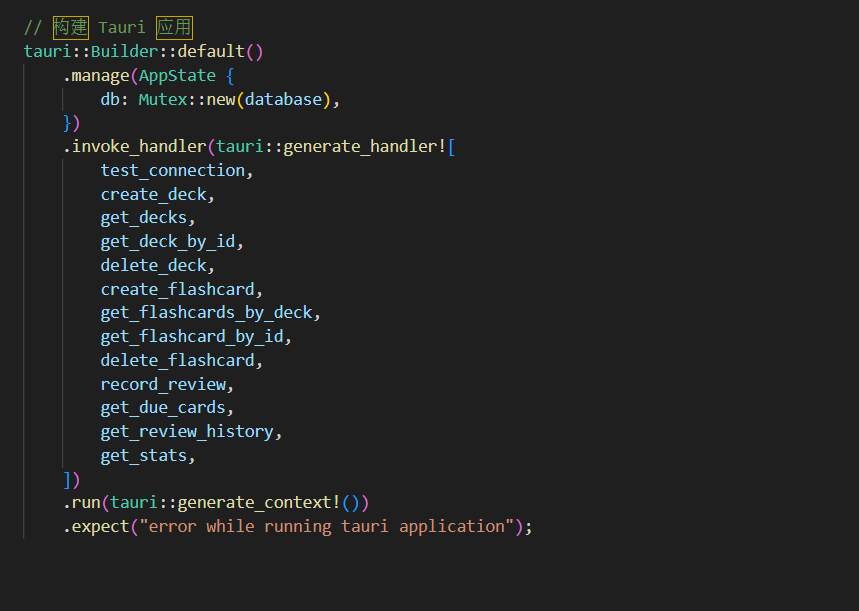 // 构建 Tauri 应用
tauri::Builder::default()
.manage(AppState {
db: Mutex::new(database),
})
.invoke_handler(tauri::generate_handler![
test_connection,
create_deck,
get_decks,
get_deck_by_id,
delete_deck,
create_flashcard,
get_flashcards_by_deck,
get_flashcard_by_id,
delete_flashcard,
record_review,
get_due_cards,
get_review_history,
get_stats,
])
.run(tauri::generate_context!())
.expect("error while running tauri application");